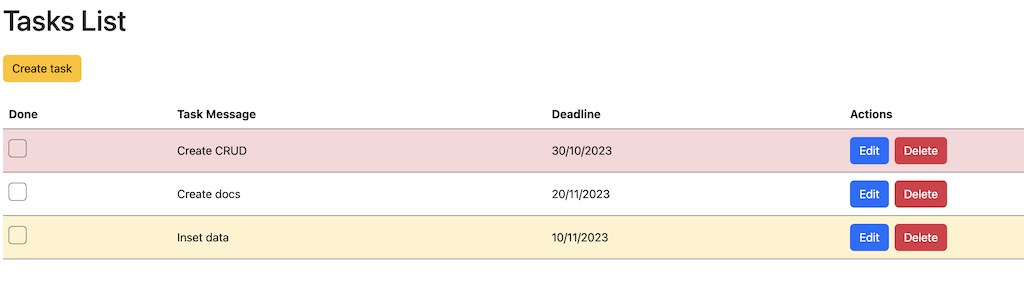 Tasks List
Create task
Done Task Message Deadline Actions
Create CRUD 30/10/2023 Edit Delete
Create docs 20/11/2023 Edit Delete
Inset data 10/11/2023 Edit Delete